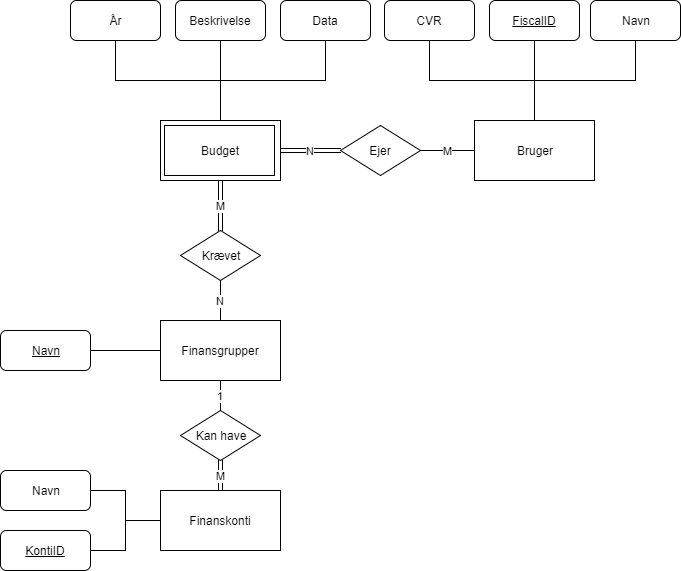 År
Beskrivelse
Data
CVR
FiscalID
Navn
Budget
N
Ejer
M
Bruger
M
Krævet
N
Navn
Finansgrupper
1
Kan have
M
Navn
Finanskonti
KontiID